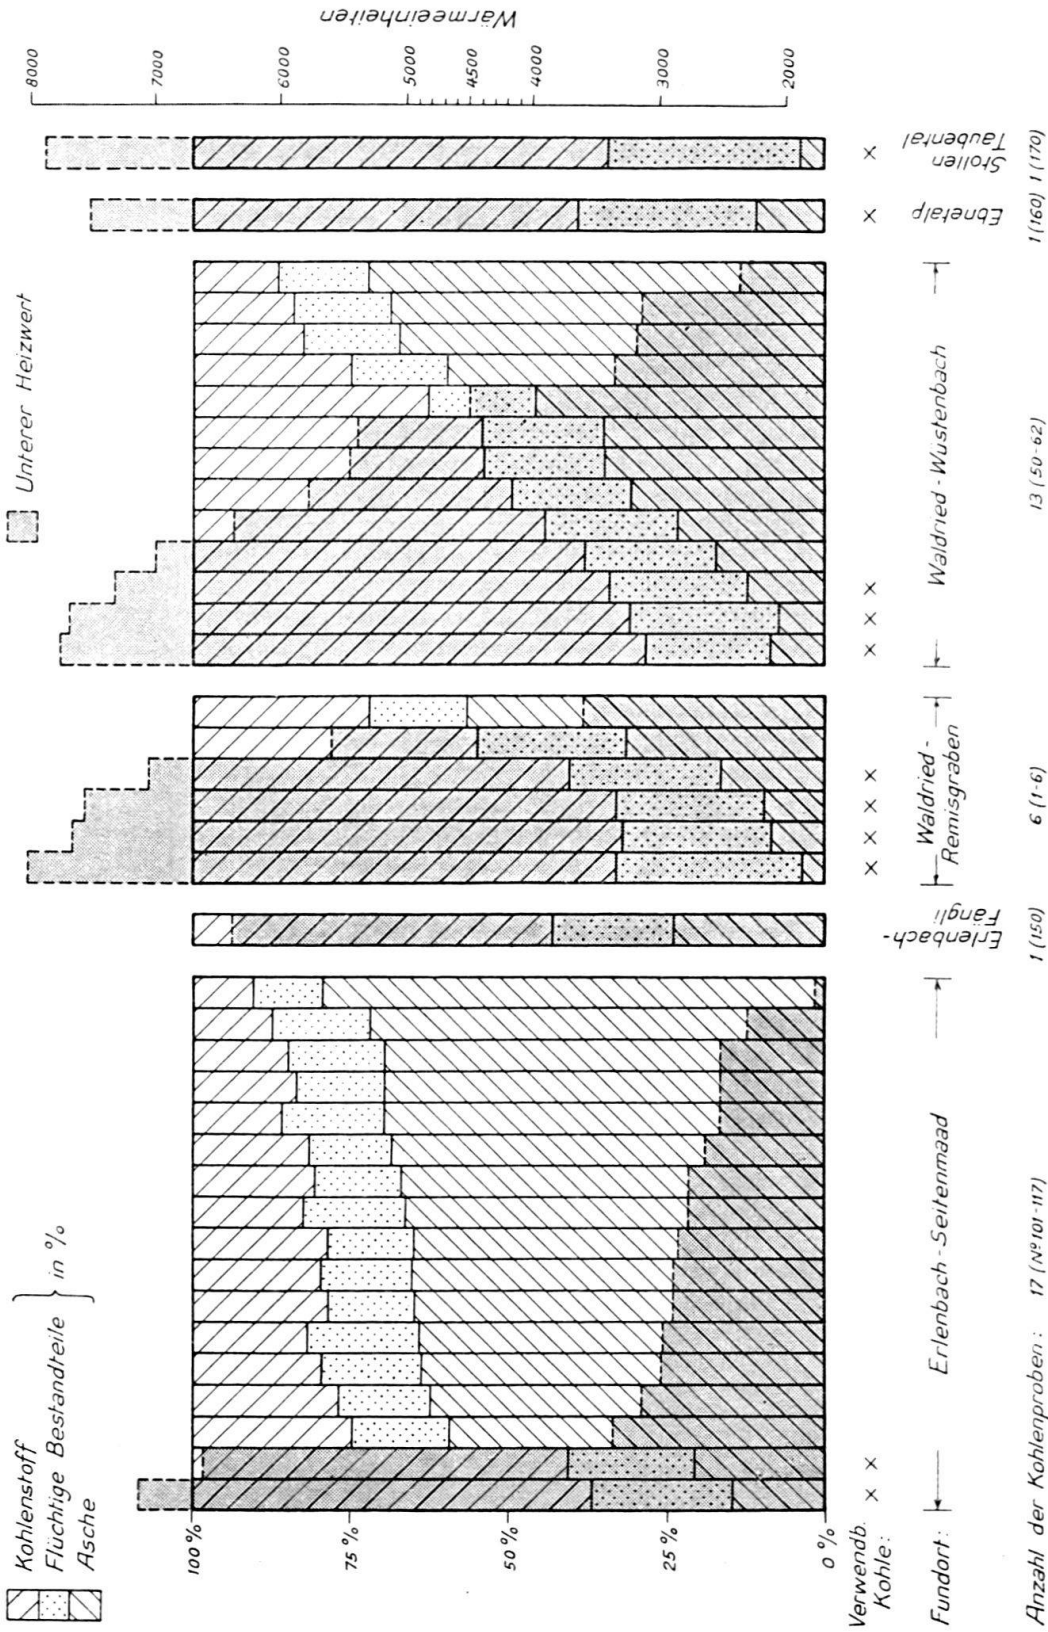 Kohlenstoff
Flüchtige Bestandteile } in %
Asche
Unterer Heizwert
100 %
75 %
50 %
25 %
0 %
Wärmeeinheiten
8000
7000
6000
5000
4500
4000
3000
2000
Verwendb. Kohle:
x x x x x x x x x x x
Fundort:
Erlenbach-Seitenmaad
Erlenbach-
Fängli
Waldried-
Remisgraben
Waldried-Wüstenbach
Ebnetalp
Stollen
Taubental
Anzahl der Kohlenproben: 17 (Nº 101-117) 1 (150) 6 (1-6) 13 (50-62) 1 (160) 1 (170)